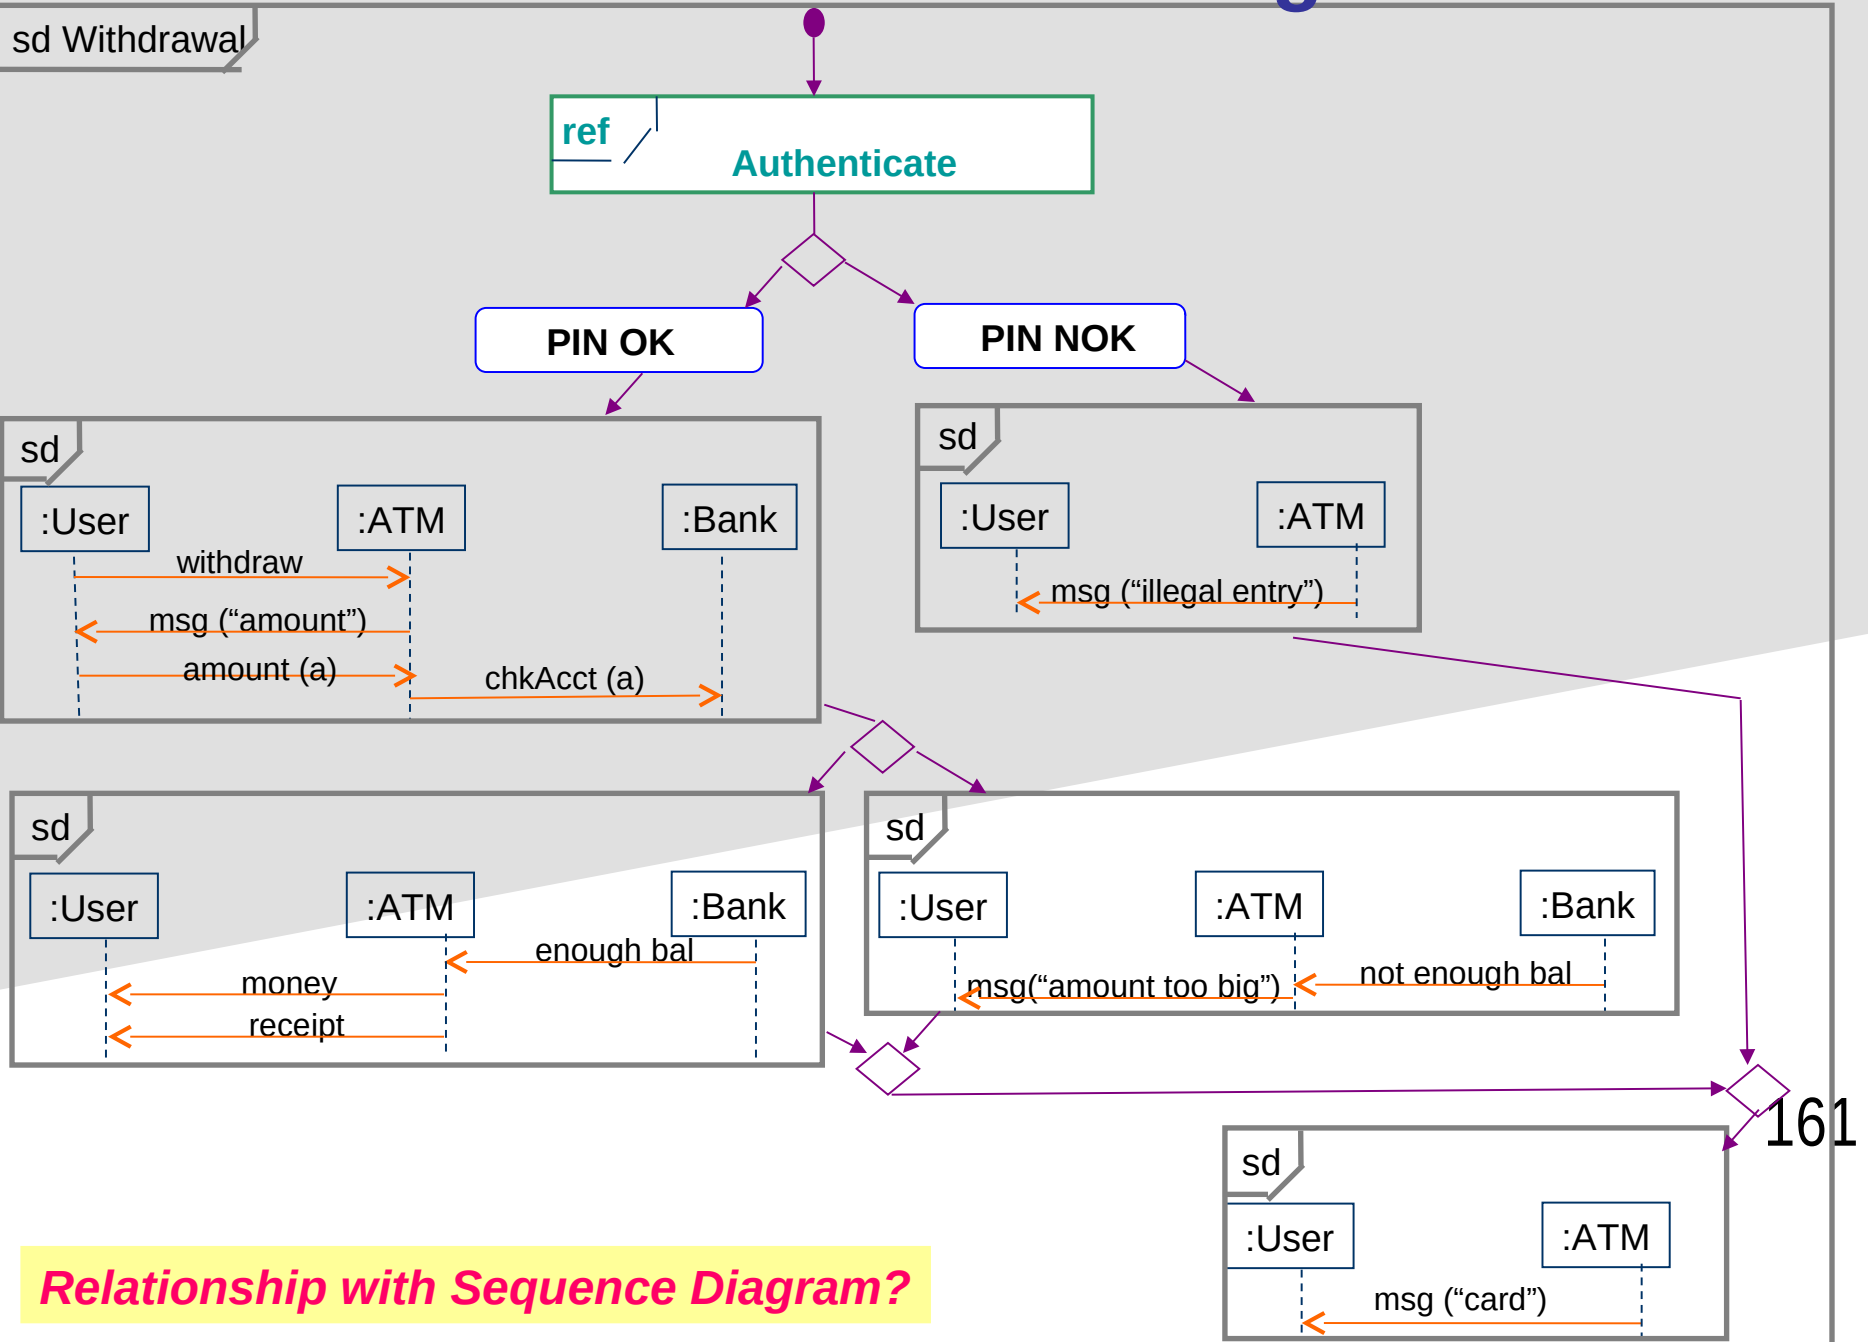 sd Withdrawal
ref
Authenticate
PIN OK
PIN NOK
sd
:User
:ATM
:Bank
withdraw
msg (“amount”)
amount (a)
chkAcct (a)
sd
:User
:ATM
msg (“illegal entry”)
sd
:User
:ATM
:Bank
enough bal
money
receipt
sd
:User
:ATM
:Bank
not enough bal
msg(“amount too big”)
161
sd
:User
:ATM
msg (“card”)
Relationship with Sequence Diagram?